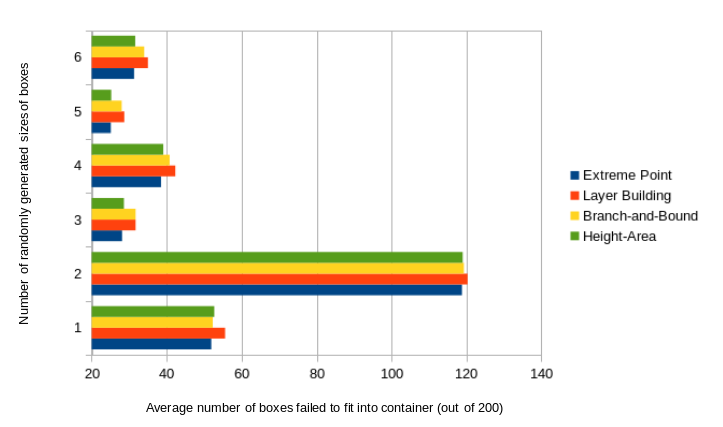 Number of randomly generated sizes of boxes
6
5
4
3
2
1
20 40 60 80 100 120 140
Average number of boxes failed to fit into container (out of 200)
Extreme Point
Layer Building
Branch-and-Bound
Height-Area